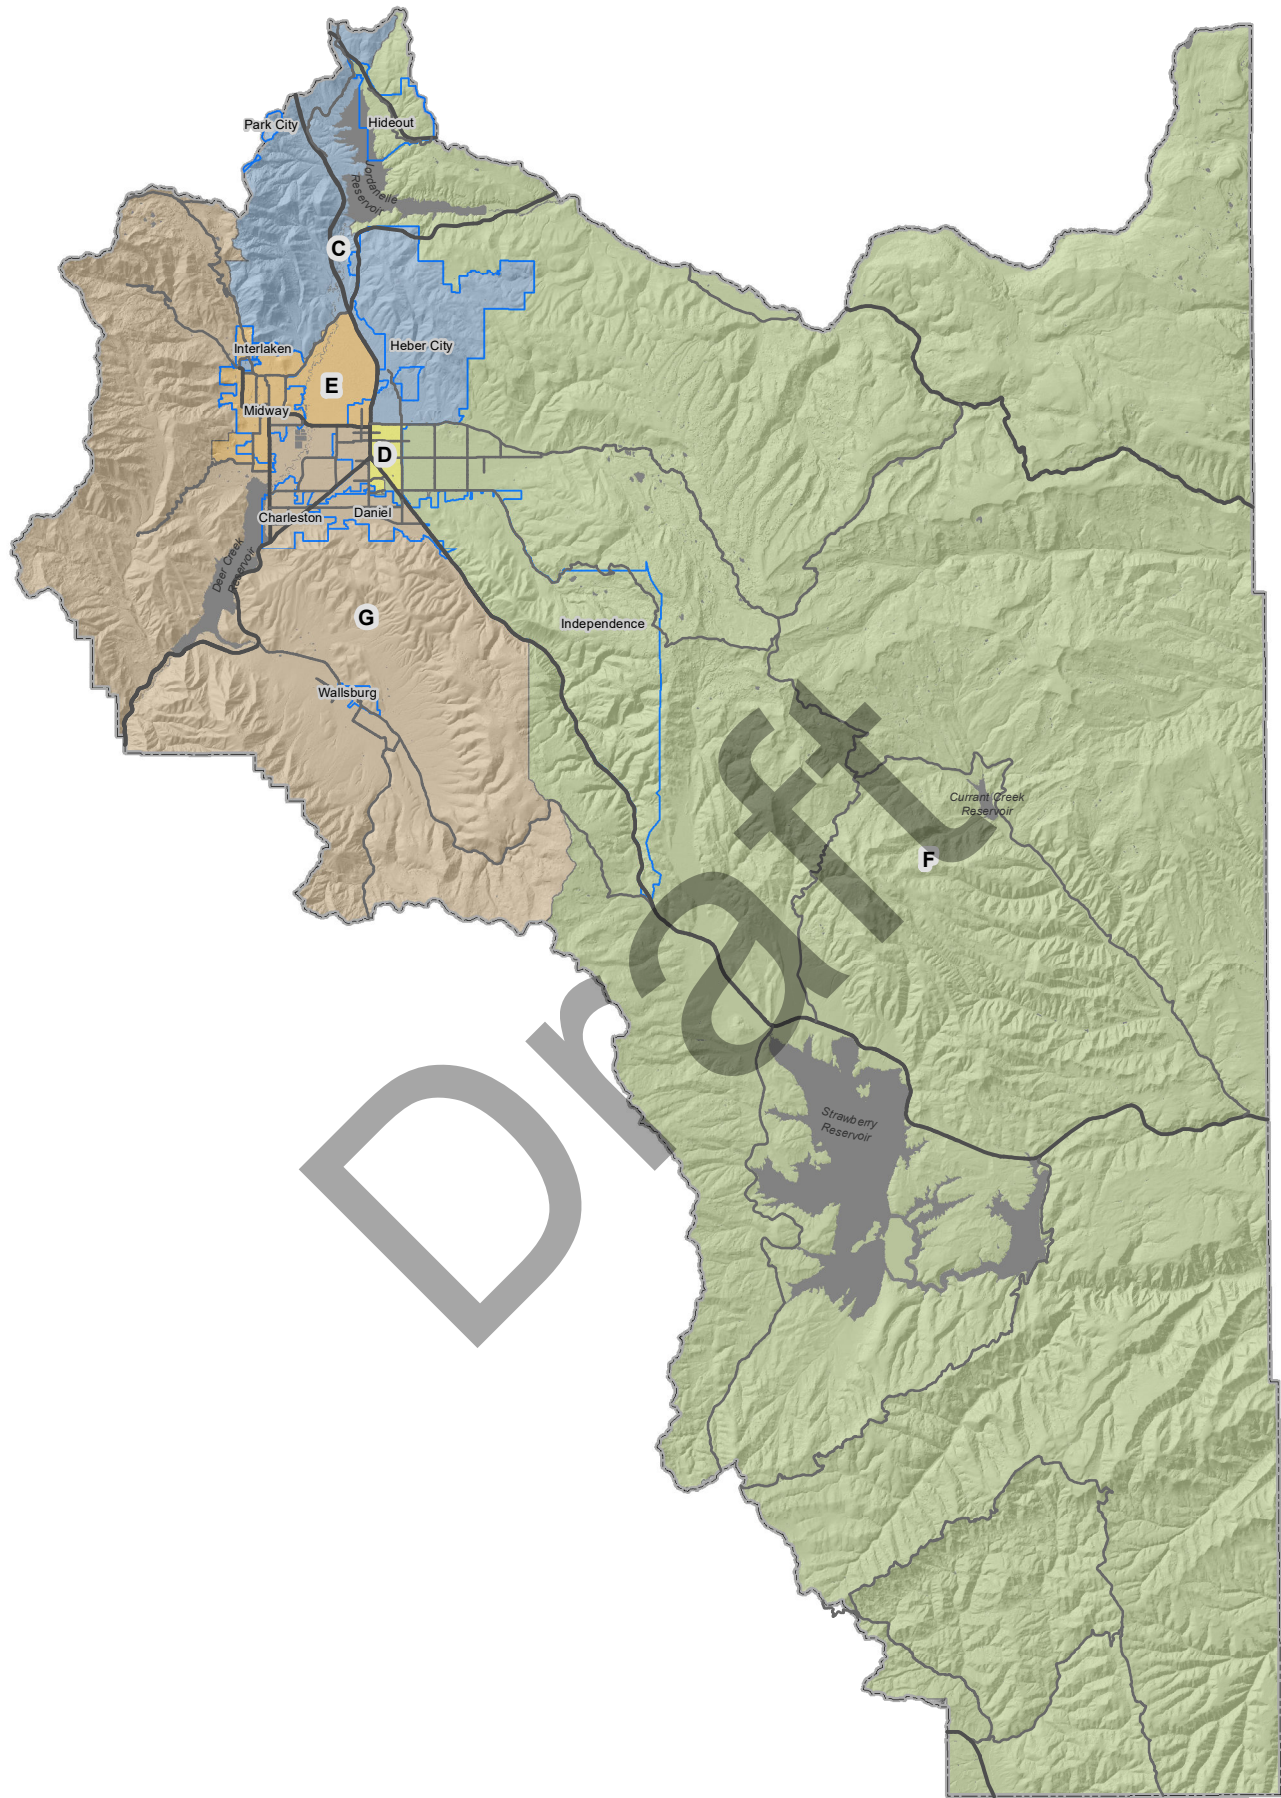 Park City
Hideout
Jordanelle
Reservoir
C
Interlaken
Heber City
E
Midway
D
Charleston
Daniel
Deer Creek
Reservoir
G
Independence
Wallsburg
Currant Creek
Reservoir
F
Strawberry
Reservoir
Draft